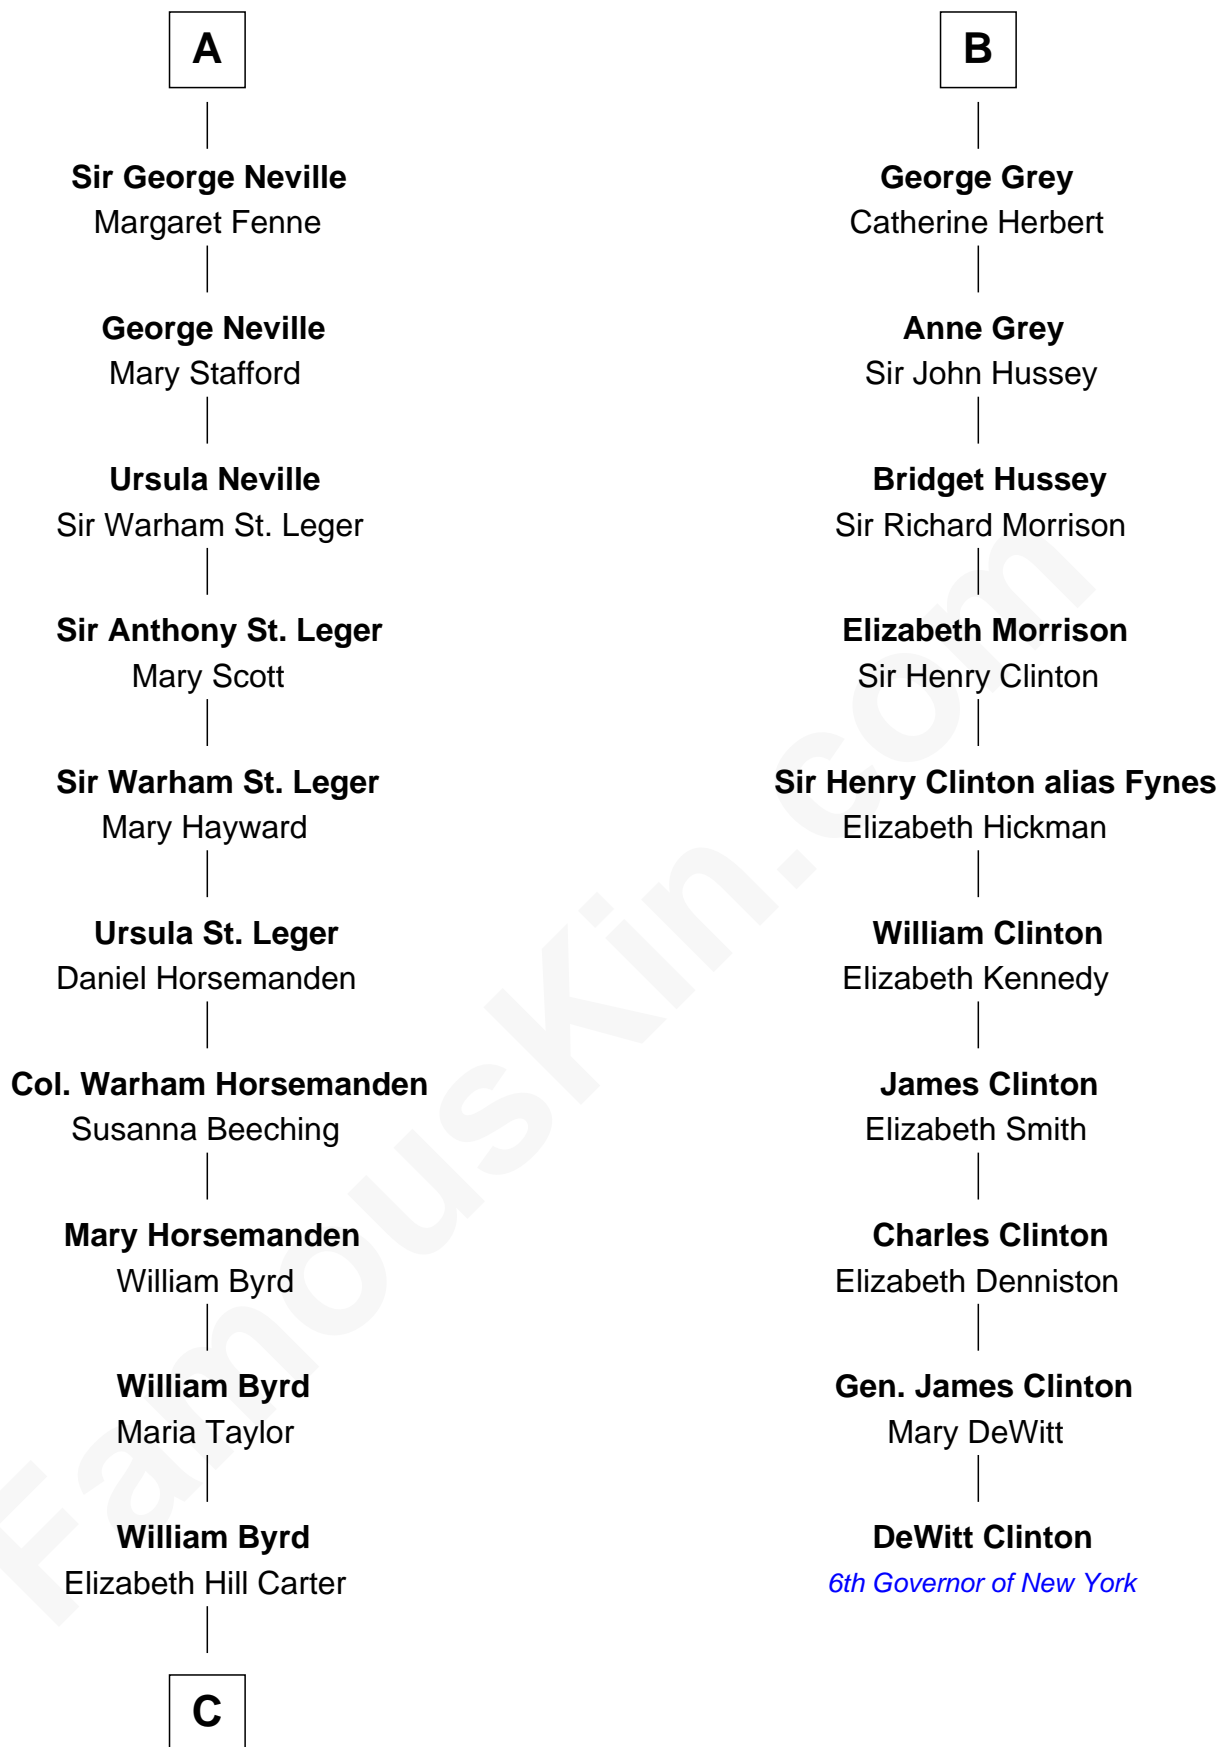 A
Sir George Neville
Margaret Fenne
George Neville
Mary Stafford
Ursula Neville
Sir Warham St. Leger
Sir Anthony St. Leger
Mary Scott
Sir Warham St. Leger
Mary Hayward
Ursula St. Leger
Daniel Horsemanden
Col. Warham Horsemanden
Susanna Beeching
Mary Horsemanden
William Byrd
William Byrd
Maria Taylor
William Byrd
Elizabeth Hill Carter
C
B
George Grey
Catherine Herbert
Anne Grey
Sir John Hussey
Bridget Hussey
Sir Richard Morrison
Elizabeth Morrison
Sir Henry Clinton
Sir Henry Clinton alias Fynes
Elizabeth Hickman
William Clinton
Elizabeth Kennedy
James Clinton
Elizabeth Smith
Charles Clinton
Elizabeth Denniston
Gen. James Clinton
Mary DeWitt
DeWitt Clinton
6th Governor of New York
FamousKin.com